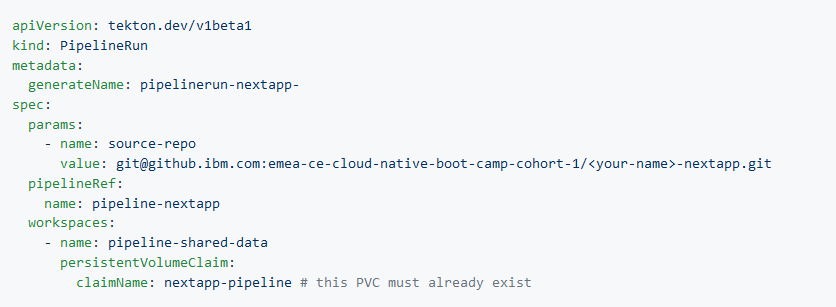 apiVersion: tekton.dev/v1beta1
kind: PipelineRun
metadata:
  generateName: pipelinerun-nextapp-
spec:
  params:
    - name: source-repo
      value: git@github.ibm.com:emea-ce-cloud-native-boot-camp-cohort-1/<your-name>-nextapp.git
  pipelineRef:
    name: pipeline-nextapp
  workspaces:
    - name: pipeline-shared-data
      persistentVolumeClaim:
        claimName: nextapp-pipeline # this PVC must already exist